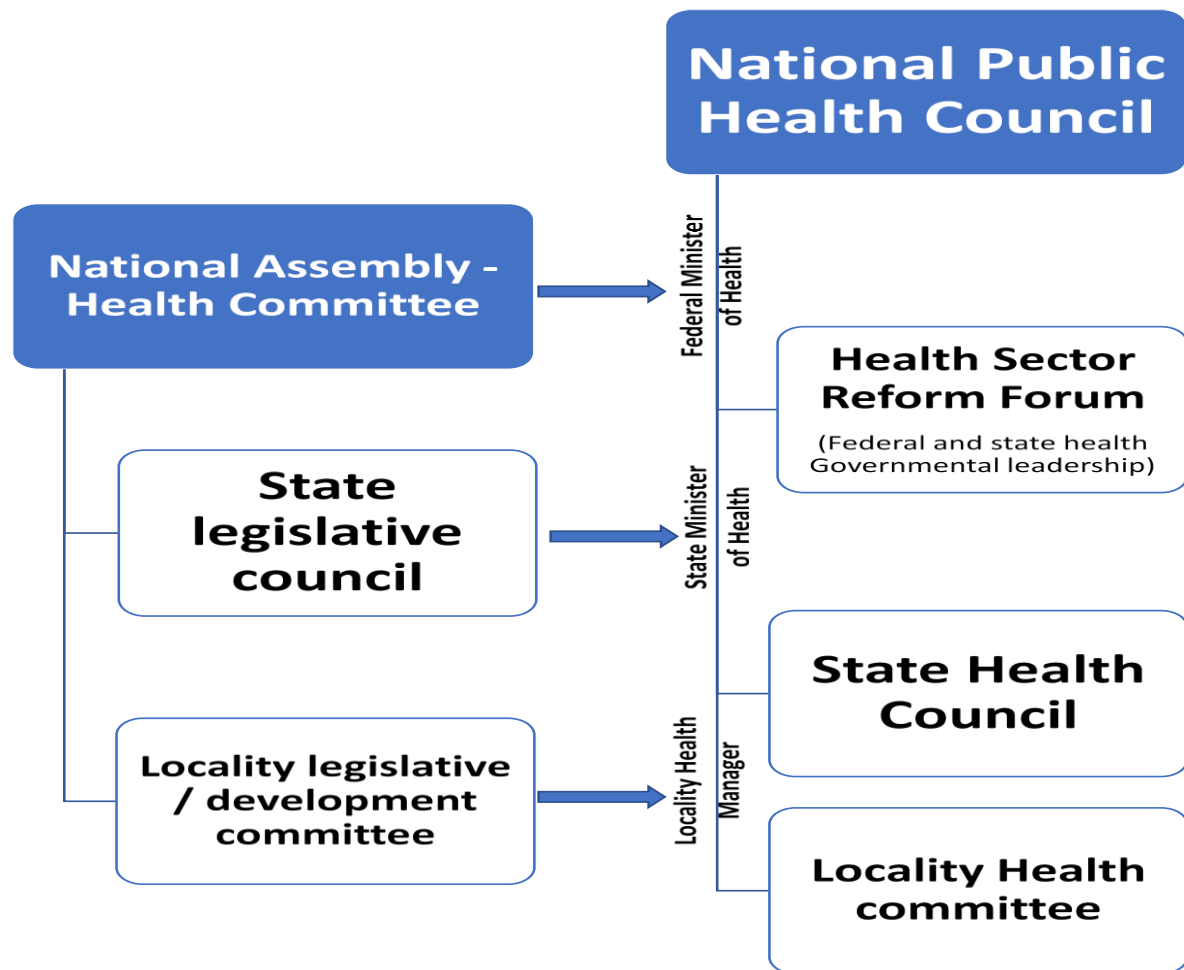 National Public
Health Council
National Assembly -
Health Committee
Federal Minister
of Health
Health Sector
Reform Forum
(Federal and state health
Governmental leadership)
State
legislative
council
State Minister
of Health
State Health
Council
Locality legislative
/ development
committee
Locality Health
Manager
Locality Health
committee